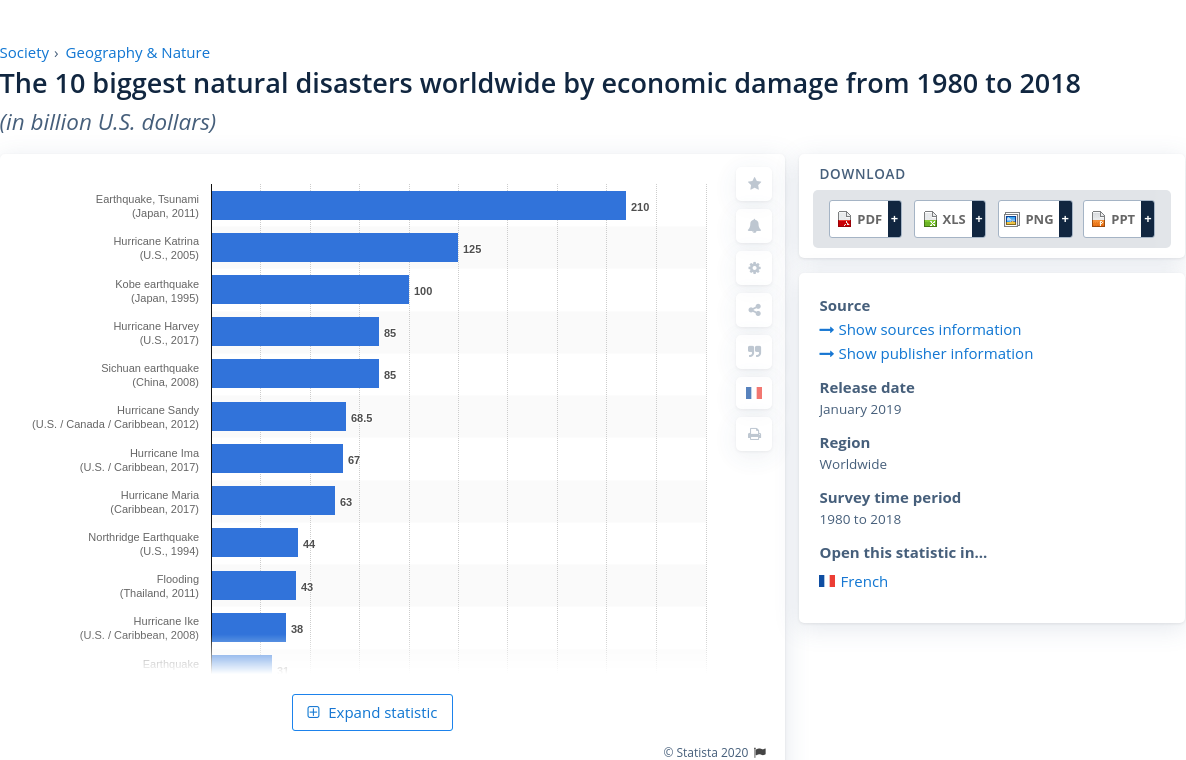 Society › Geography & Nature
The 10 biggest natural disasters worldwide by economic damage from 1980 to 2018
(in billion U.S. dollars)
Earthquake, Tsunami
(Japan, 2011)
210
Hurricane Katrina
(U.S., 2005)
125
Kobe earthquake
(Japan, 1995)
100
Hurricane Harvey
(U.S., 2017)
85
Sichuan earthquake
(China, 2008)
85
Hurricane Sandy
(U.S. / Canada / Caribbean, 2012)
68.5
Hurricane Ima
(U.S. / Caribbean, 2017)
67
Hurricane Maria
(Caribbean, 2017)
63
Northridge Earthquake
(U.S., 1994)
44
Flooding
(Thailand, 2011)
43
Hurricane Ike
(U.S. / Caribbean, 2008)
38
Earthquake
Expand statistic
© Statista 2020
DOWNLOAD
PDF + XLS + PNG + PPT +
Source
Show sources information
Show publisher information
Release date
January 2019
Region
Worldwide
Survey time period
1980 to 2018
Open this statistic in...
French